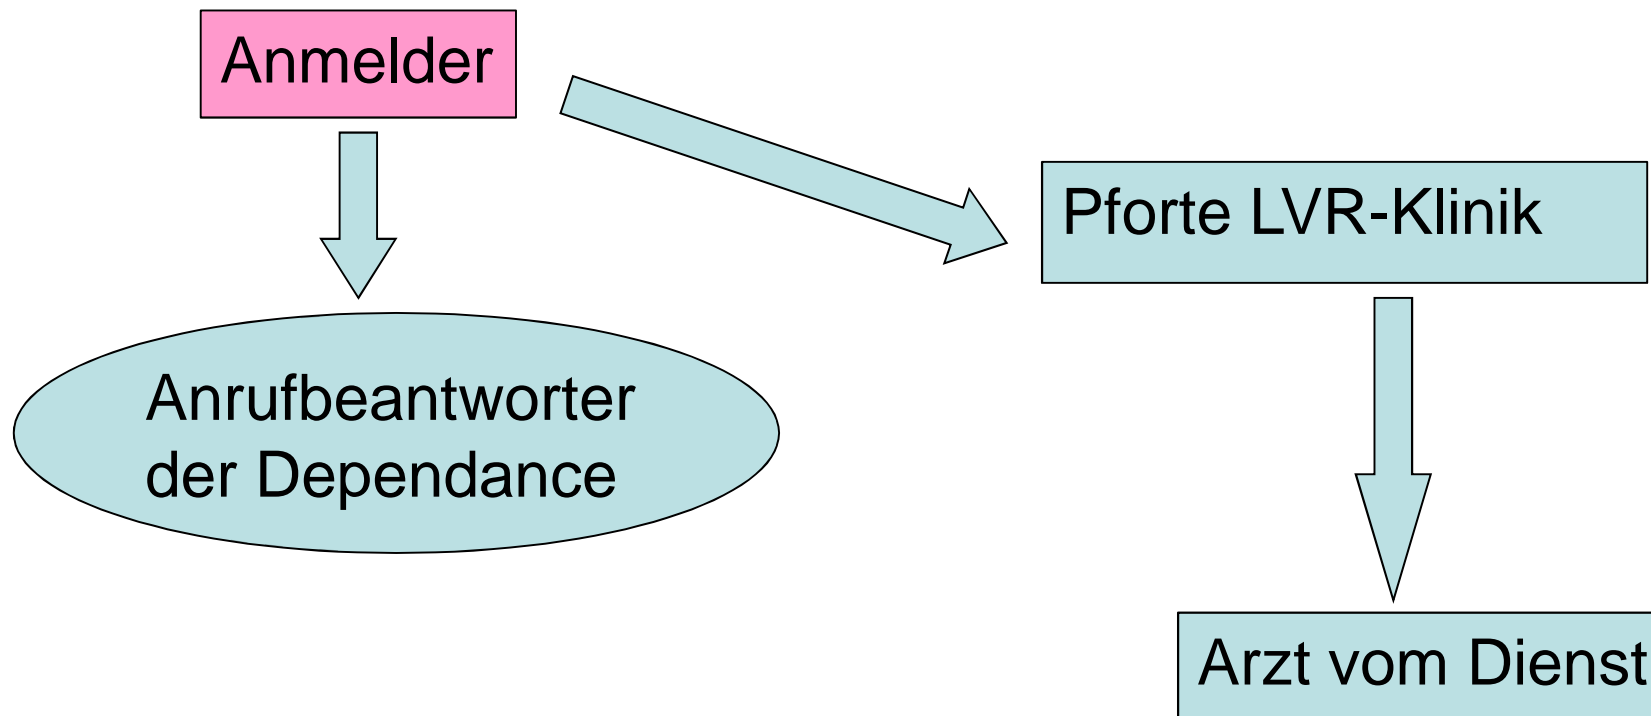 Anmelder
Pforte LVR-Klinik
Anrufbeantworter
der Dependance
Arzt vom Dienst